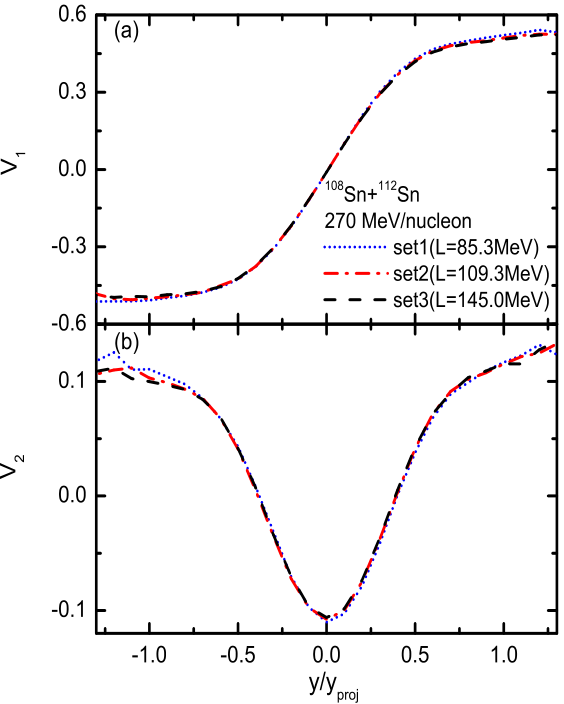 0.6
(a)
0.3
0.0
V1
108Sn+112Sn
270 MeV/nucleon
-0.3
set1(L=85.3MeV)
set2(L=109.3MeV)
set3(L=145.0MeV)
-0.6
(b)
0.1
V2
0.0
-0.1
-1.0 -0.5 0.0 0.5 1.0
y/yproj